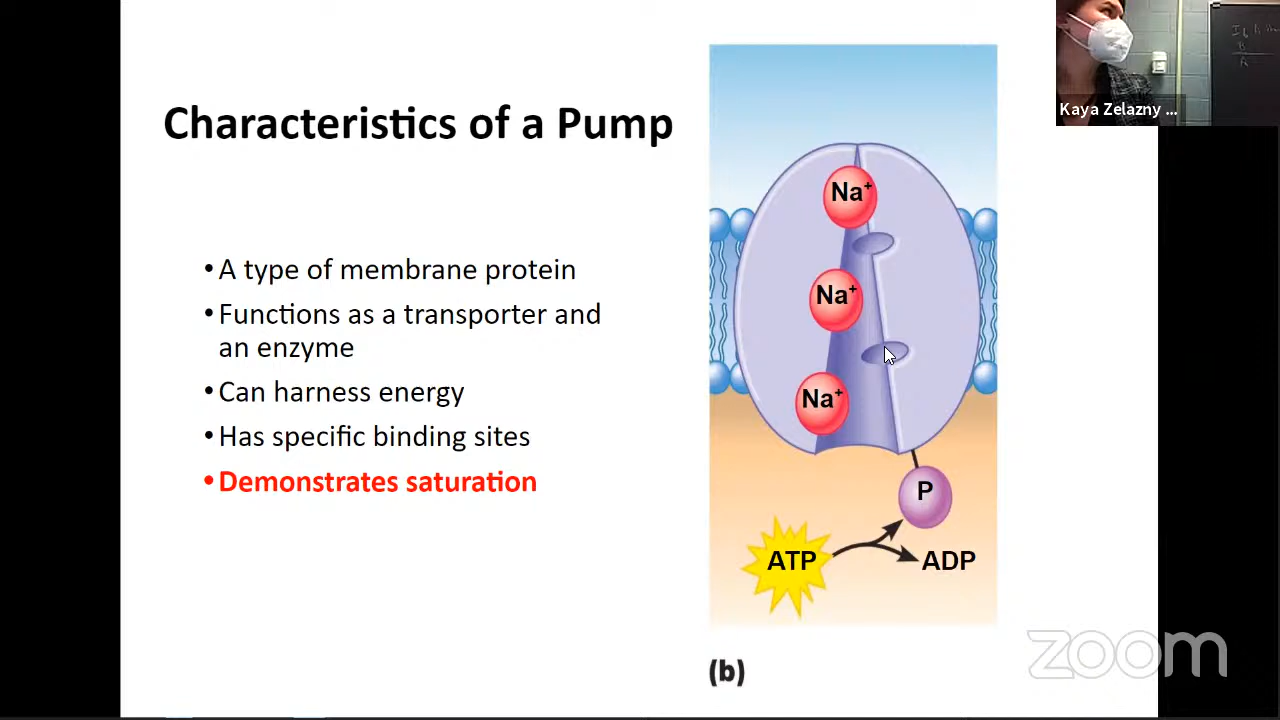 Characteristics of a Pump
• A type of membrane protein
• Functions as a transporter and
an enzyme
• Can harness energy
• Has specific binding sites
• Demonstrates saturation
Na⁺
Na⁺
Na⁺
P
ATP
ADP
(b)
Kaya Zelazny ...
zoom